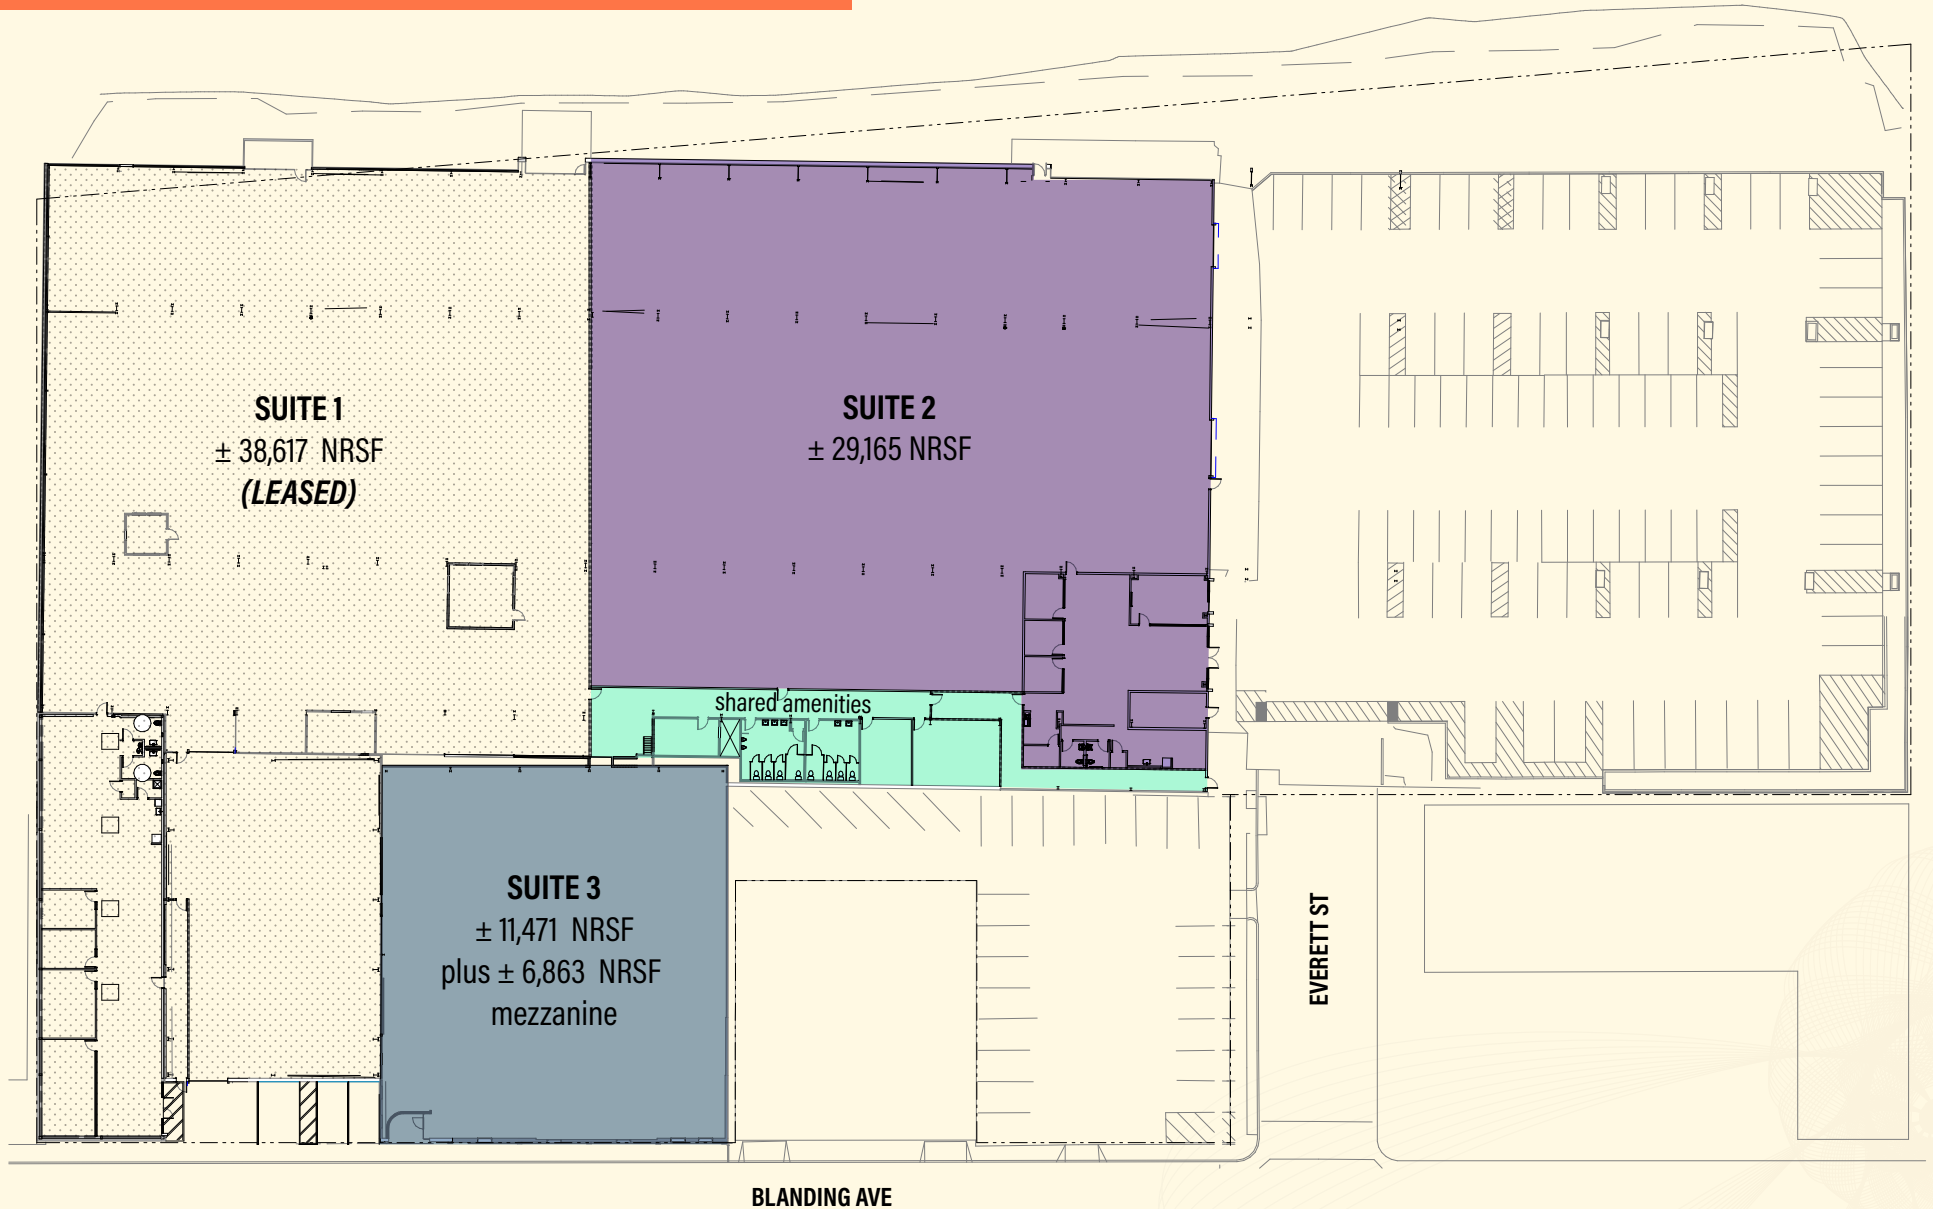 SUITE 1
± 38,617 NRSF
(LEASED)
SUITE 2
± 29,165 NRSF
shared amenities
SUITE 3
± 11,471 NRSF
plus ± 6,863 NRSF
mezzanine
EVERETT ST
BLANDING AVE